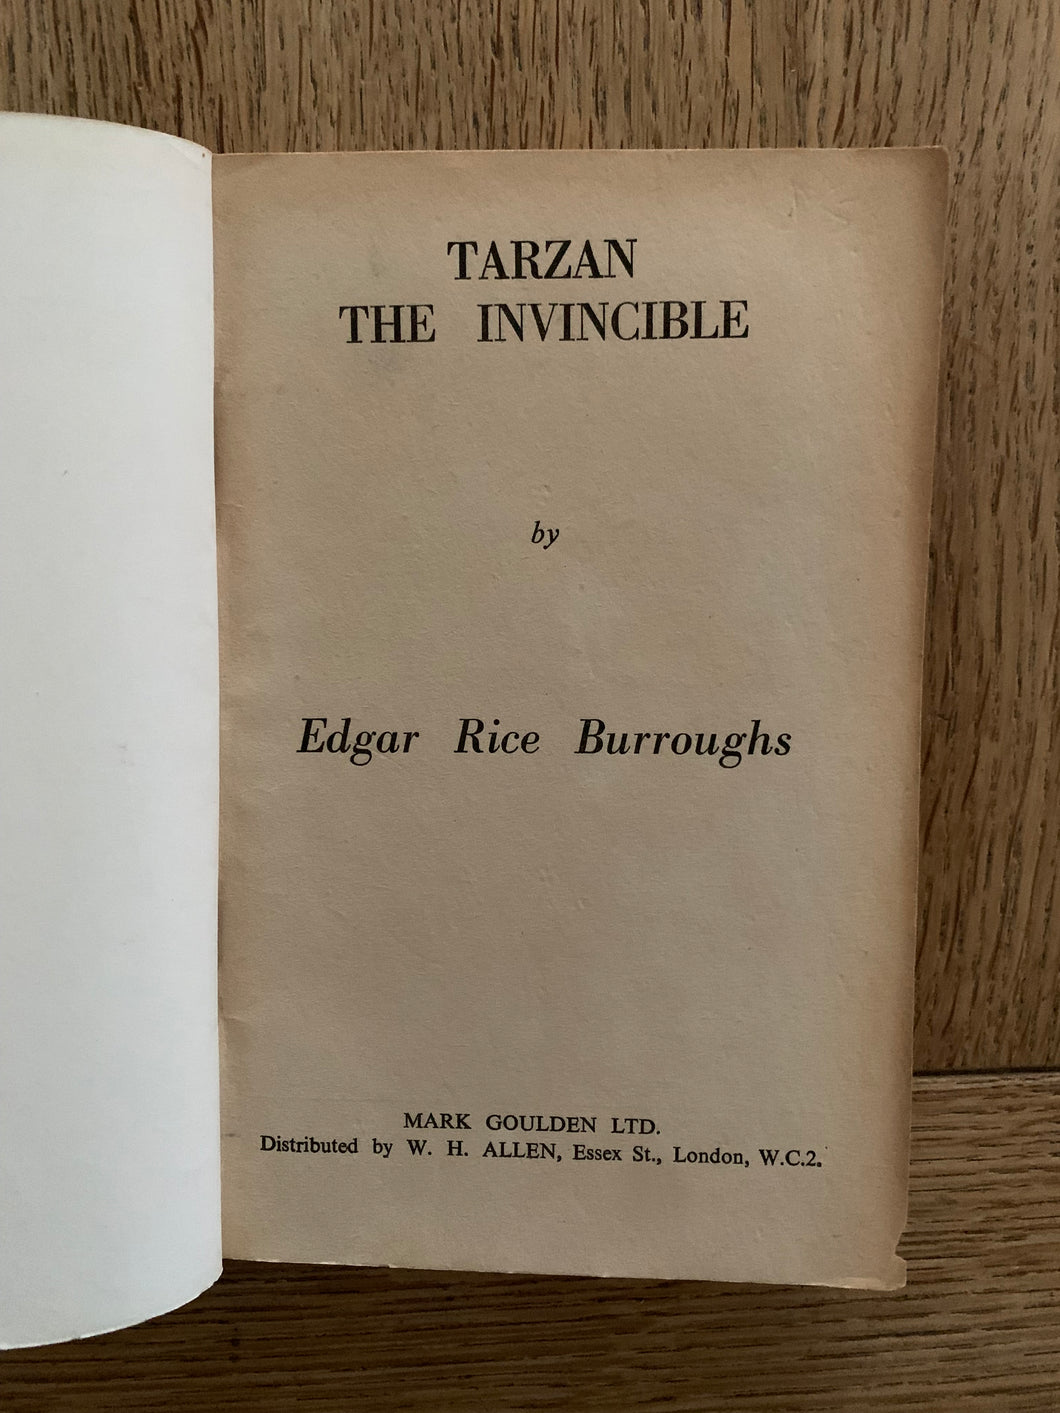 TARZAN
THE INVINCIBLE
by
Edgar Rice Burroughs
MARK GOULDEN LTD.
Distributed by W. H. ALLEN, Essex St., London, W.C.2.